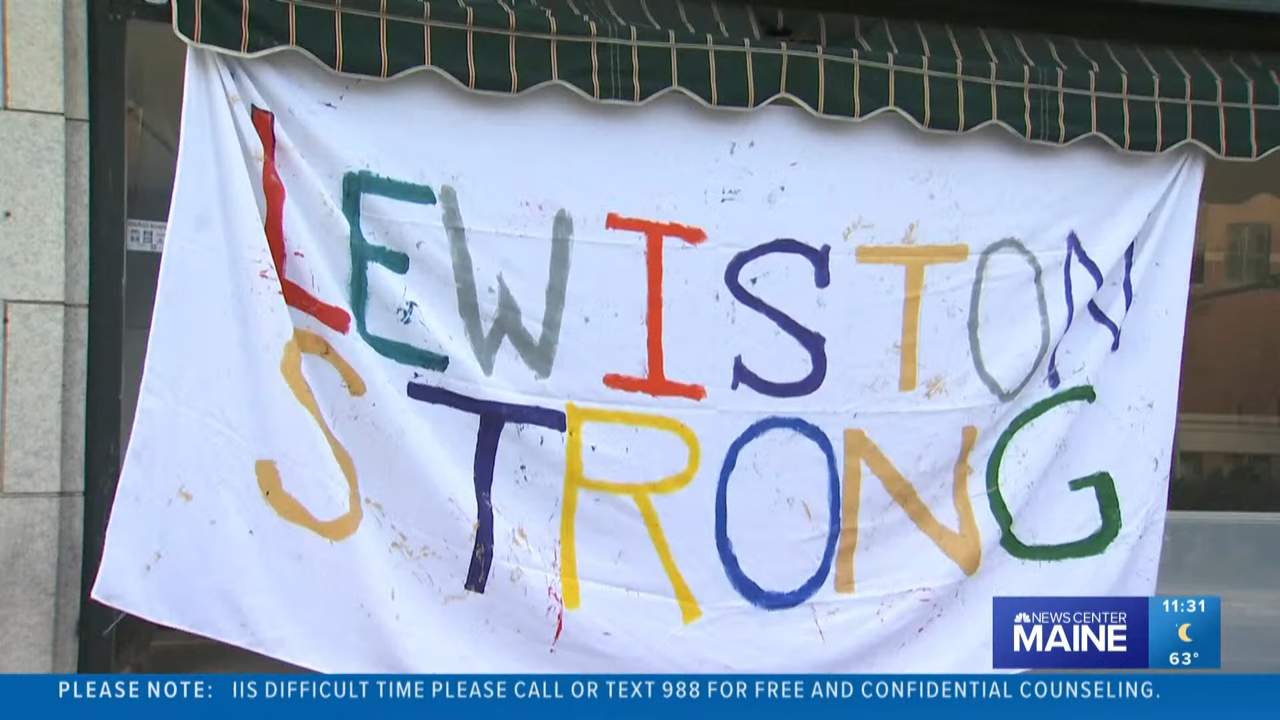 LEWISTON
STRONG
NEWS CENTER
MAINE
11:31
63°
PLEASE NOTE: IIS DIFFICULT TIME PLEASE CALL OR TEXT 988 FOR FREE AND CONFIDENTIAL COUNSELING.